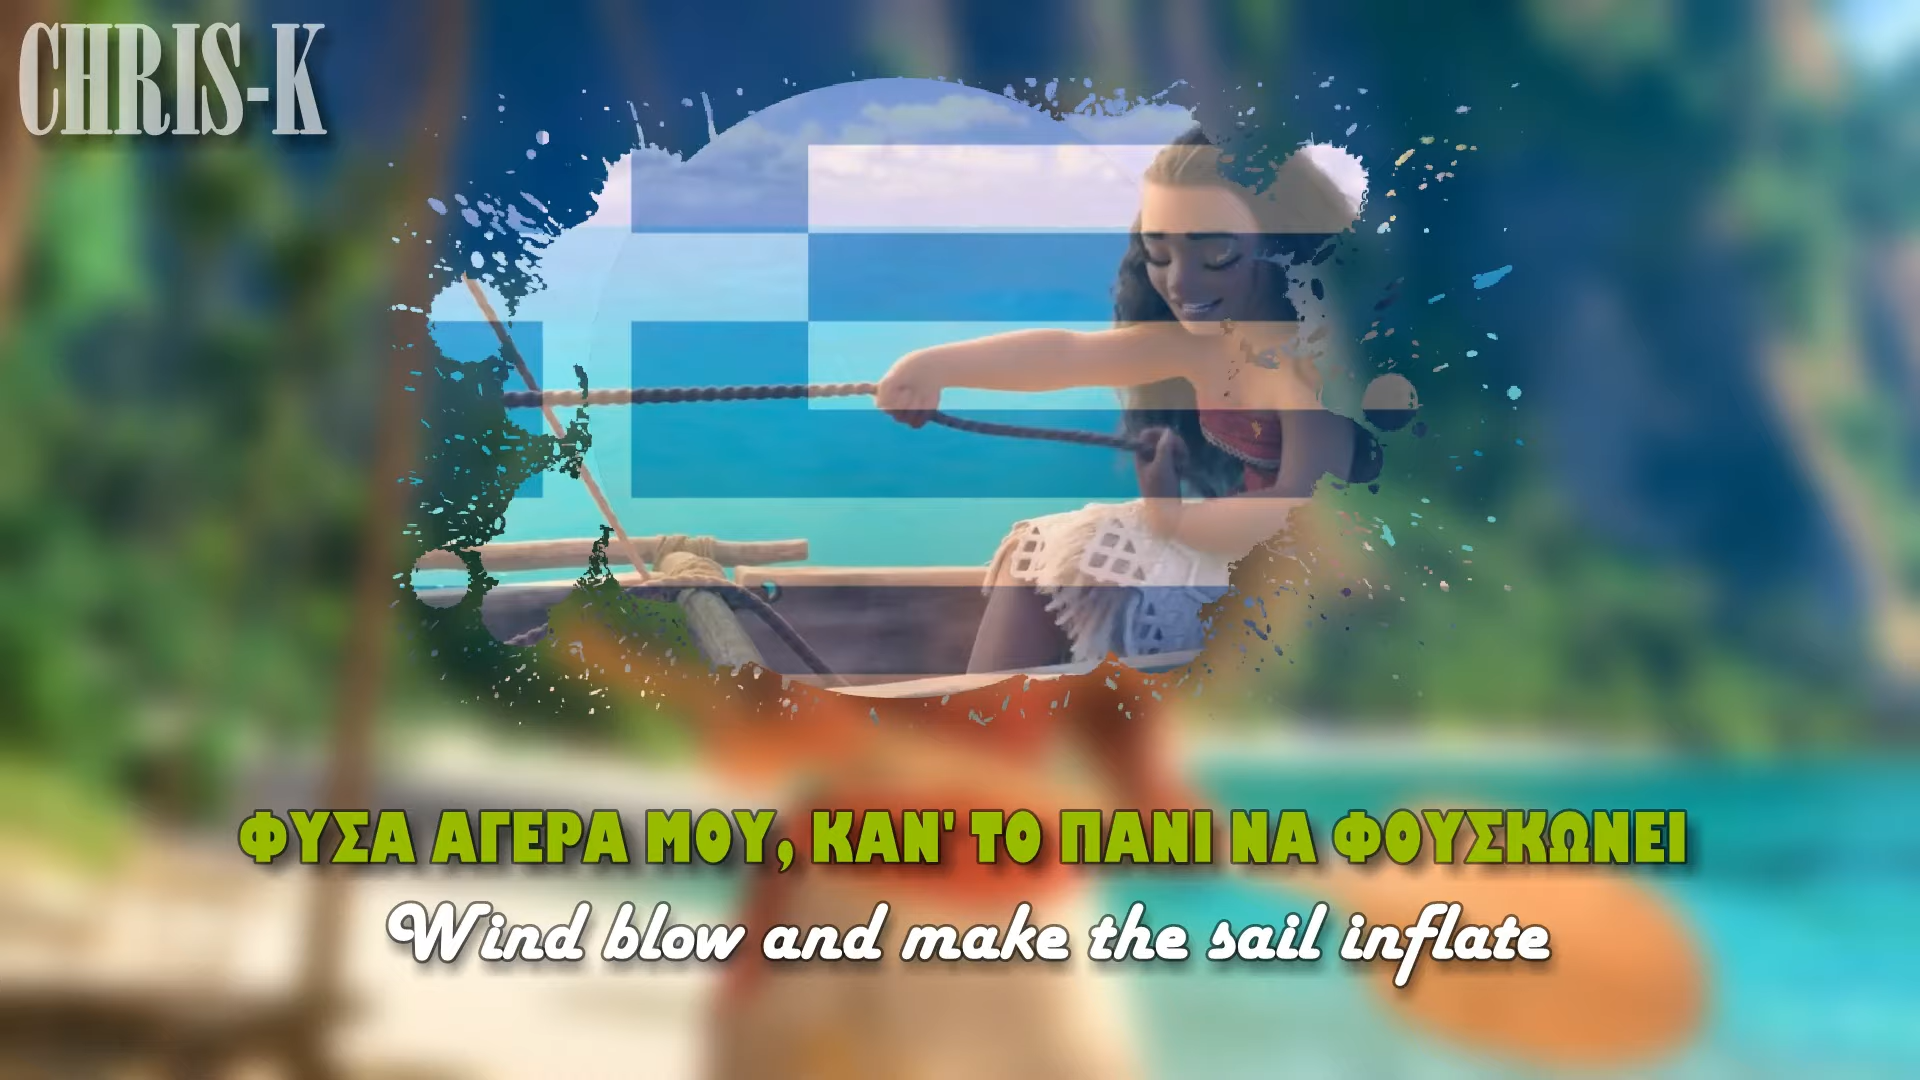 CHRIS-K
ΦΥΣΑ ΑΓΕΡΑ ΜΟΥ, ΚΑΝ' ΤΟ ΠΑΝΙ ΝΑ ΦΟΥΣΚΩΝΕΙ
Wind blow and make the sail inflate